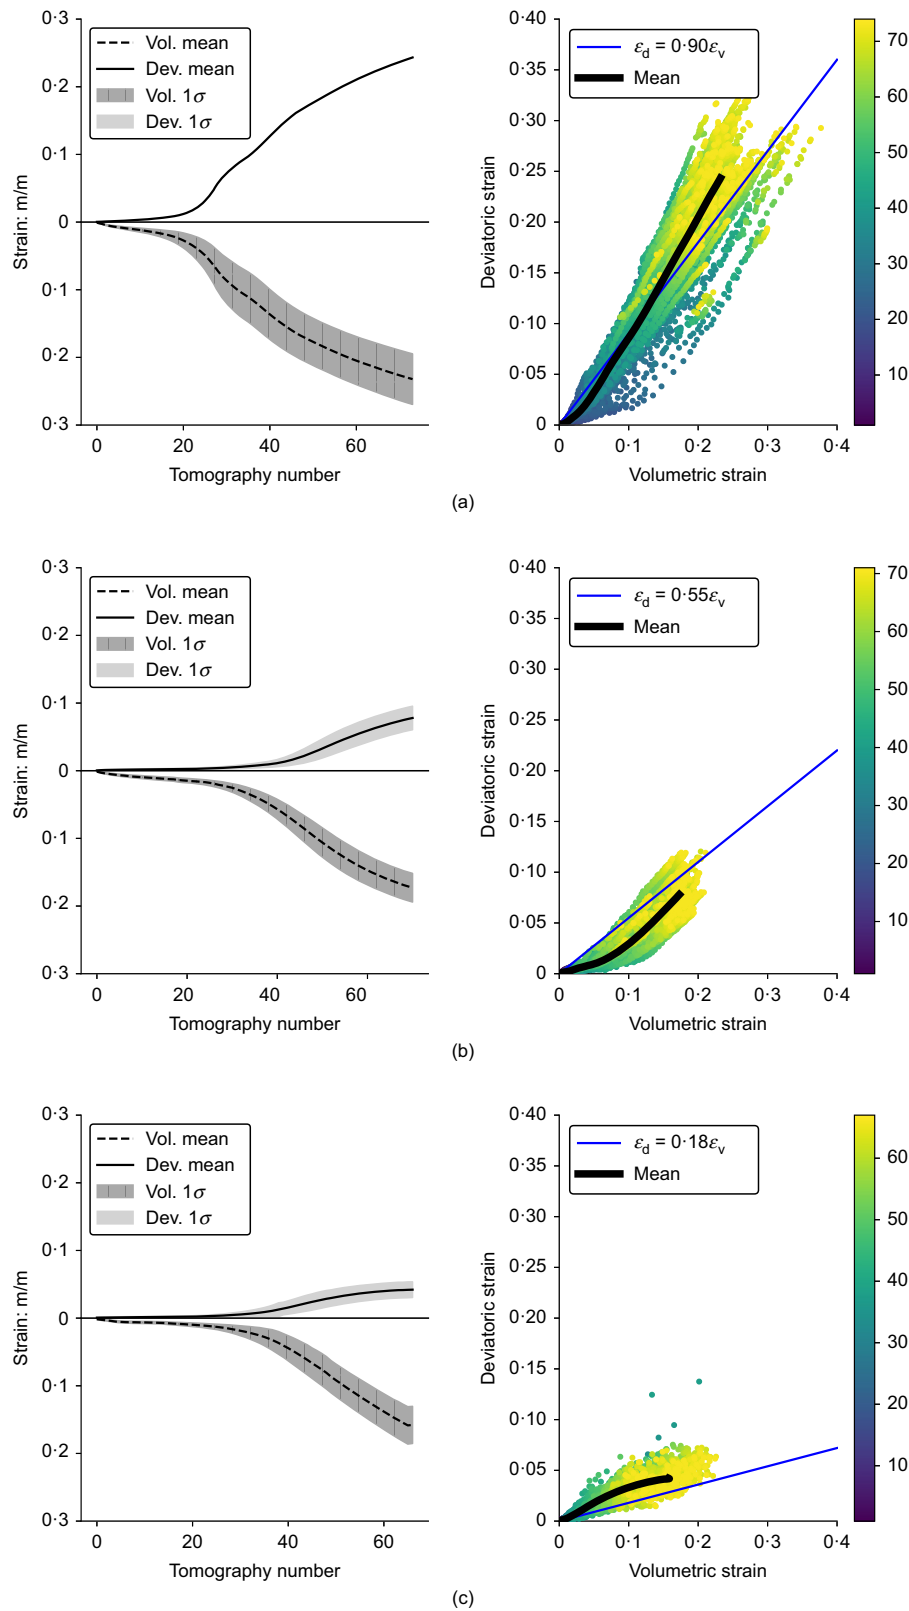 0·3
0·2
0·1
0
0·1
0·2
0·3
Strain: m/m
Vol. mean
Dev. mean
Vol. 1σ
Dev. 1σ
0 20 40 60
Tomography number
0·40
0·35
0·30
0·25
0·20
0·15
0·10
0·05
0
Deviatoric strain
εd = 0·90εv
Mean
0 0·1 0·2 0·3 0·4
Volumetric strain
70
60
50
40
30
20
10
(a)
0·3
0·2
0·1
0
0·1
0·2
0·3
Strain: m/m
Vol. mean
Dev. mean
Vol. 1σ
Dev. 1σ
0 20 40 60
Tomography number
0·40
0·35
0·30
0·25
0·20
0·15
0·10
0·05
0
Deviatoric strain
εd = 0·55εv
Mean
0 0·1 0·2 0·3 0·4
Volumetric strain
70
60
50
40
30
20
10
(b)
0·3
0·2
0·1
0
0·1
0·2
0·3
Strain: m/m
Vol. mean
Dev. mean
Vol. 1σ
Dev. 1σ
0 20 40 60
Tomography number
0·40
0·35
0·30
0·25
0·20
0·15
0·10
0·05
0
Deviatoric strain
εd = 0·18εv
Mean
0 0·1 0·2 0·3 0·4
Volumetric strain
60
50
40
30
20
10
(c)